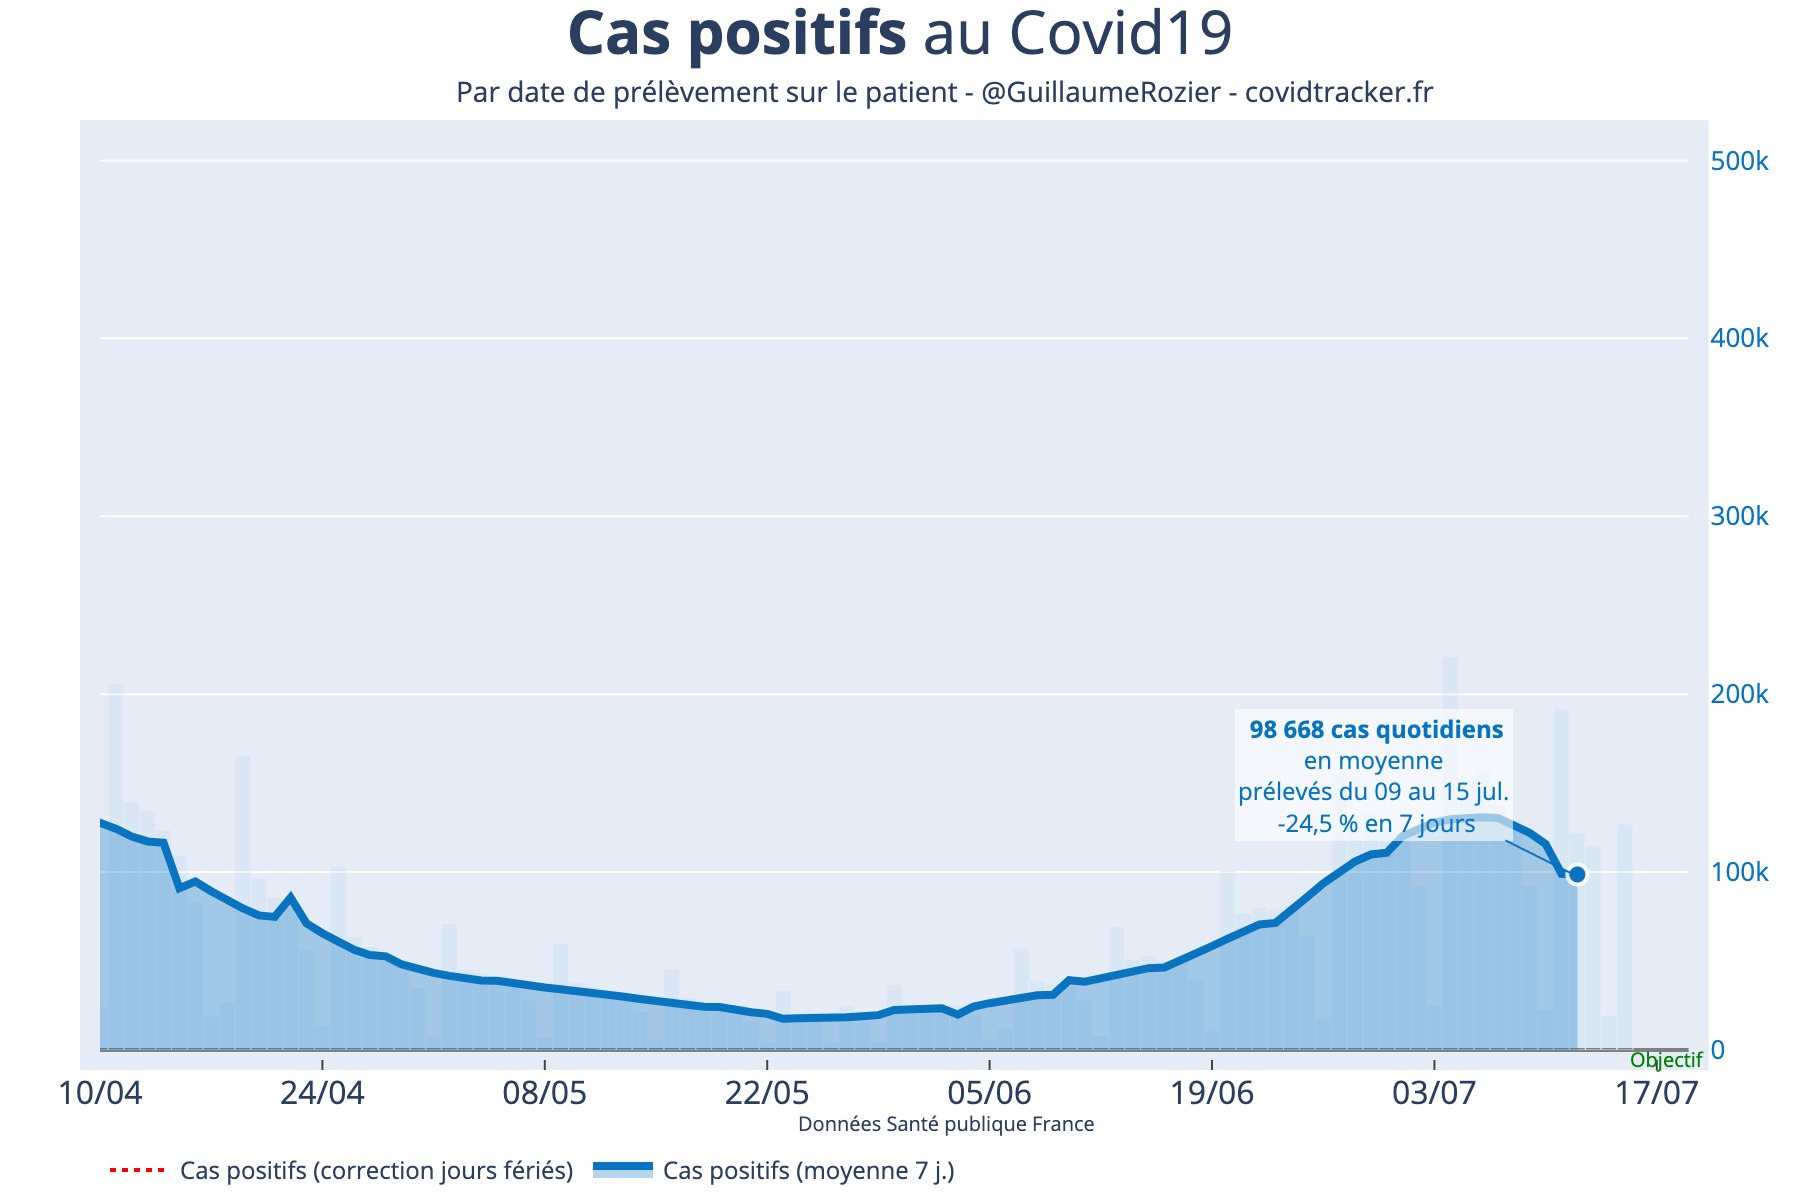 Cas positifs au Covid19
Par date de prélèvement sur le patient - @GuillaumeRozier - covidtracker.fr
500k
400k
300k
200k
98 668 cas quotidiens
en moyenne
prélevés du 09 au 15 jul.
-24,5 % en 7 jours
100k
0
Objectif
10/04 24/04 08/05 22/05 05/06 19/06 03/07 17/07
Données Santé publique France
Cas positifs (correction jours fériés) Cas positifs (moyenne 7 j.)